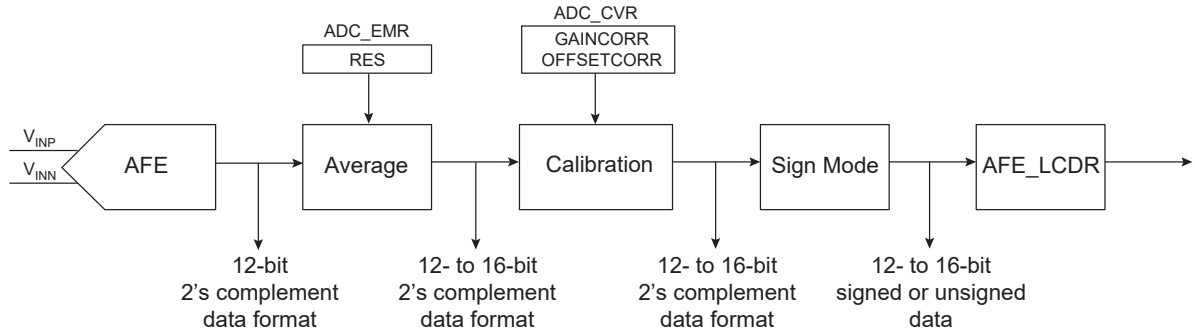 ADC_EMR
RES
ADC_CVR
GAINCORR
OFFSETCORR
VINP
VINN
AFE
Average
Calibration
Sign Mode
AFE_LCDR
12-bit
2's complement
data format
12- to 16-bit
2's complement
data format
12- to 16-bit
2's complement
data format
12- to 16-bit
signed or unsigned
data